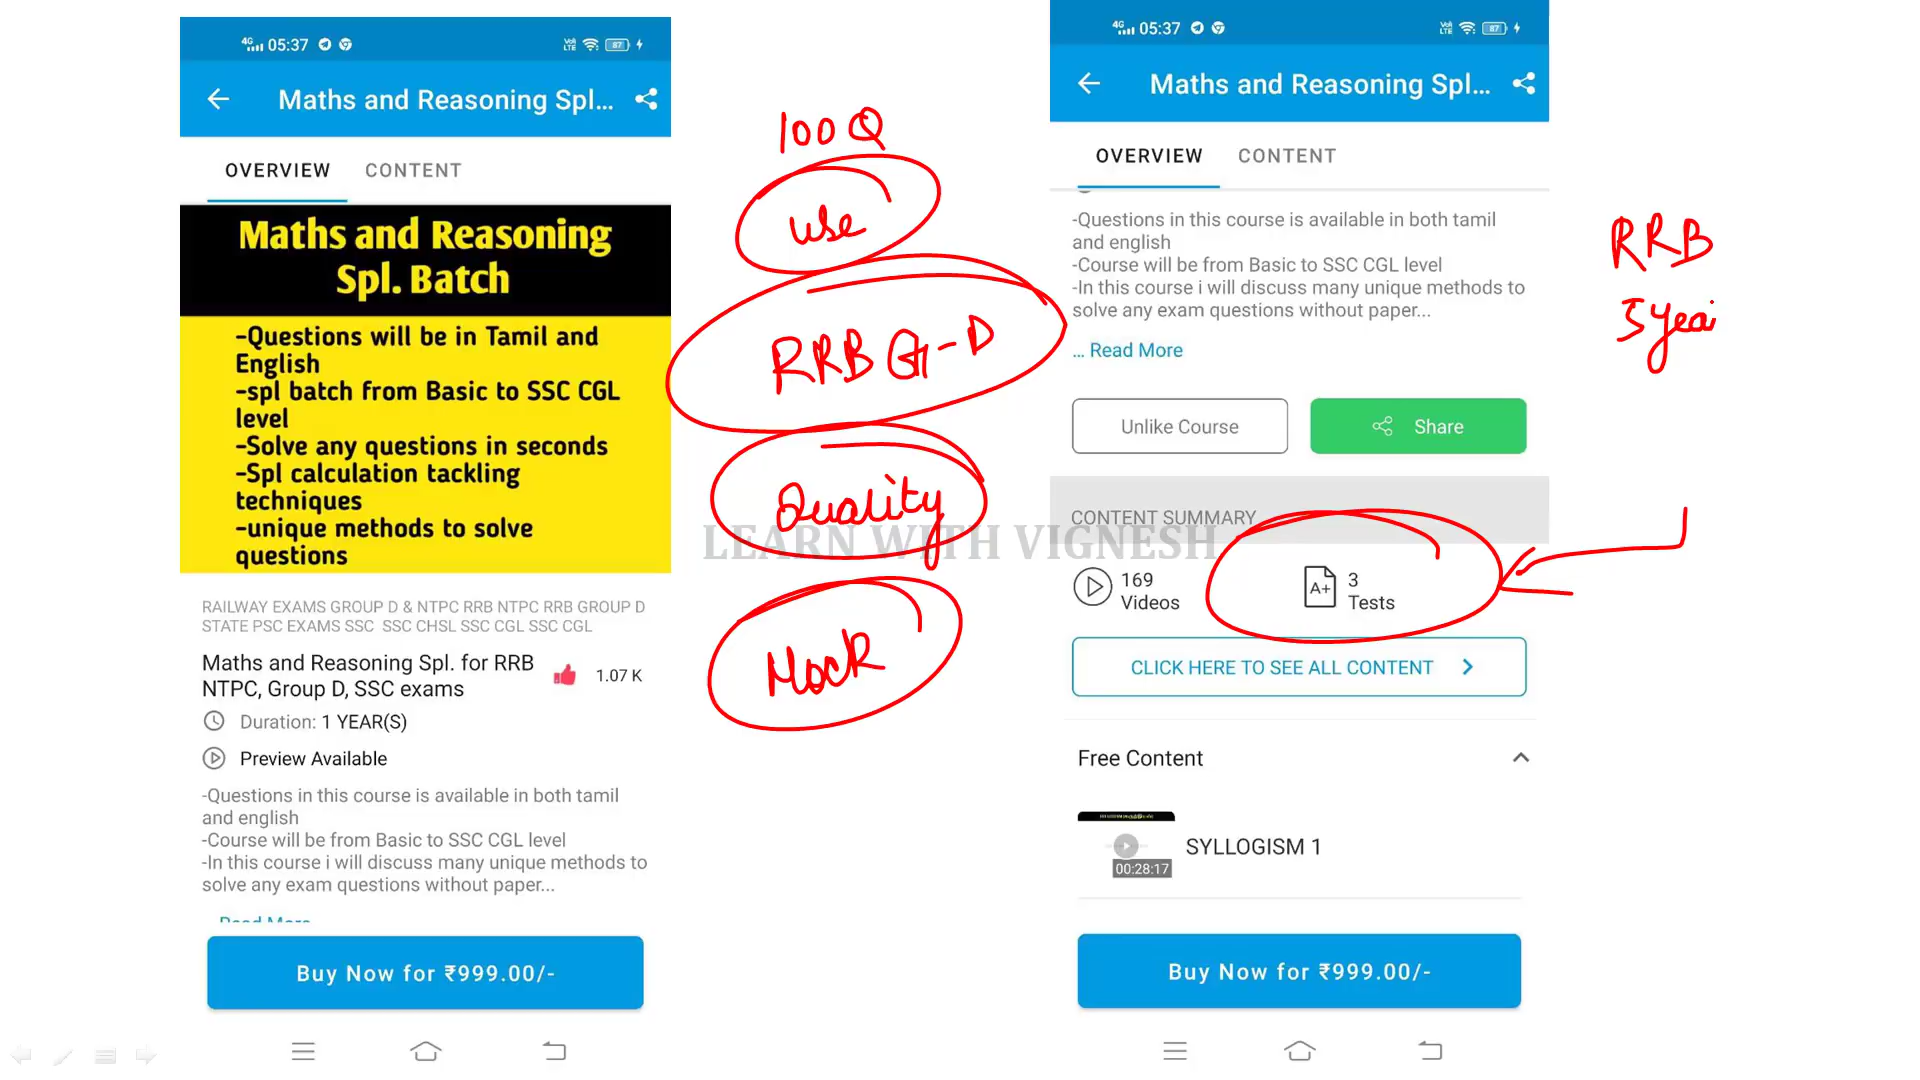 4G 05:37 VoLTE 87
Maths and Reasoning Spl...
OVERVIEW CONTENT
Maths and Reasoning
Spl. Batch
-Questions will be in Tamil and
English
-spl batch from Basic to SSC CGL
level
-Solve any questions in seconds
-Spl calculation tackling
techniques
-unique methods to solve
questions
RAILWAY EXAMS GROUP D & NTPC RRB NTPC RRB GROUP D
STATE PSC EXAMS SSC SSC CHSL SSC CGL SSC CGL
Maths and Reasoning Spl. for RRB
NTPC, Group D, SSC exams
1.07 K
Duration: 1 YEAR(S)
Preview Available
-Questions in this course is available in both tamil
and english
-Course will be from Basic to SSC CGL level
-In this course i will discuss many unique methods to
solve any exam questions without paper...
Read More
Buy Now for ₹999.00/-
100 Q
Use
RRB G-D
Quality
LEARN WITH VIGNESH
Mock
4G 05:37 VoLTE 87
Maths and Reasoning Spl...
OVERVIEW CONTENT
-Questions in this course is available in both tamil
and english
-Course will be from Basic to SSC CGL level
-In this course i will discuss many unique methods to
solve any exam questions without paper...
... Read More
Unlike Course Share
CONTENT SUMMARY
169
Videos
A+ 3
Tests
CLICK HERE TO SEE ALL CONTENT
Free Content
SYLLOGISM 1
00:28:17
Buy Now for ₹999.00/-
RRB
5 year